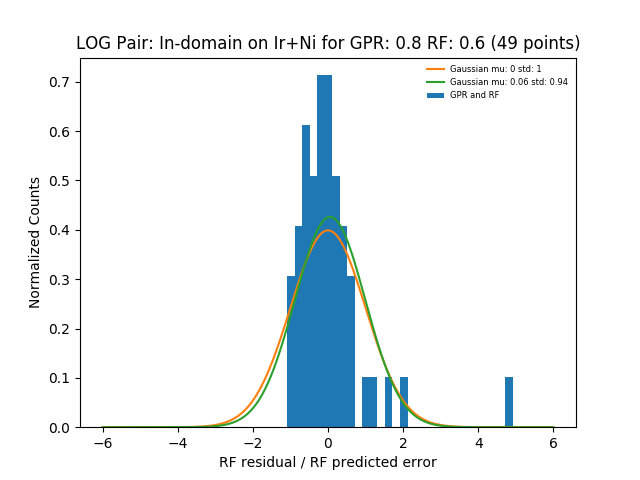 LOG Pair: In-domain on Ir+Ni for GPR: 0.8 RF: 0.6 (49 points)
Gaussian mu: 0 std: 1
Gaussian mu: 0.06 std: 0.94
GPR and RF
Normalized Counts
0.7
0.6
0.5
0.4
0.3
0.2
0.1
0.0
−6 −4 −2 0 2 4 6
RF residual / RF predicted error